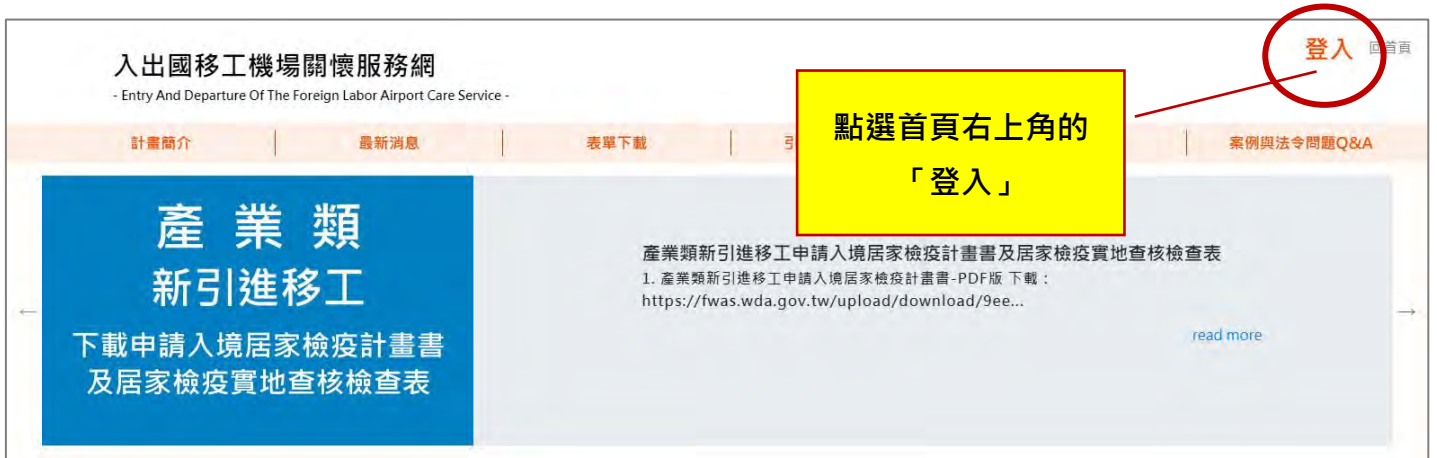 登入 回首頁
入出國移工機場關懷服務網
- Entry And Departure Of The Foreign Labor Airport Care Service -
點選首頁右上角的
「登入」
計畫簡介
最新消息
表單下載
案例與法令問題Q&A
產業類
新引進移工
下載申請入境居家檢疫計畫書
及居家檢疫實地查核檢查表
產業類新引進移工申請入境居家檢疫計畫書及居家檢疫實地查核檢查表
1. 產業類新引進移工申請入境居家檢疫計畫書-PDF版 下載：
https://fwas.wda.gov.tw/upload/download/9ee...
read more
← →